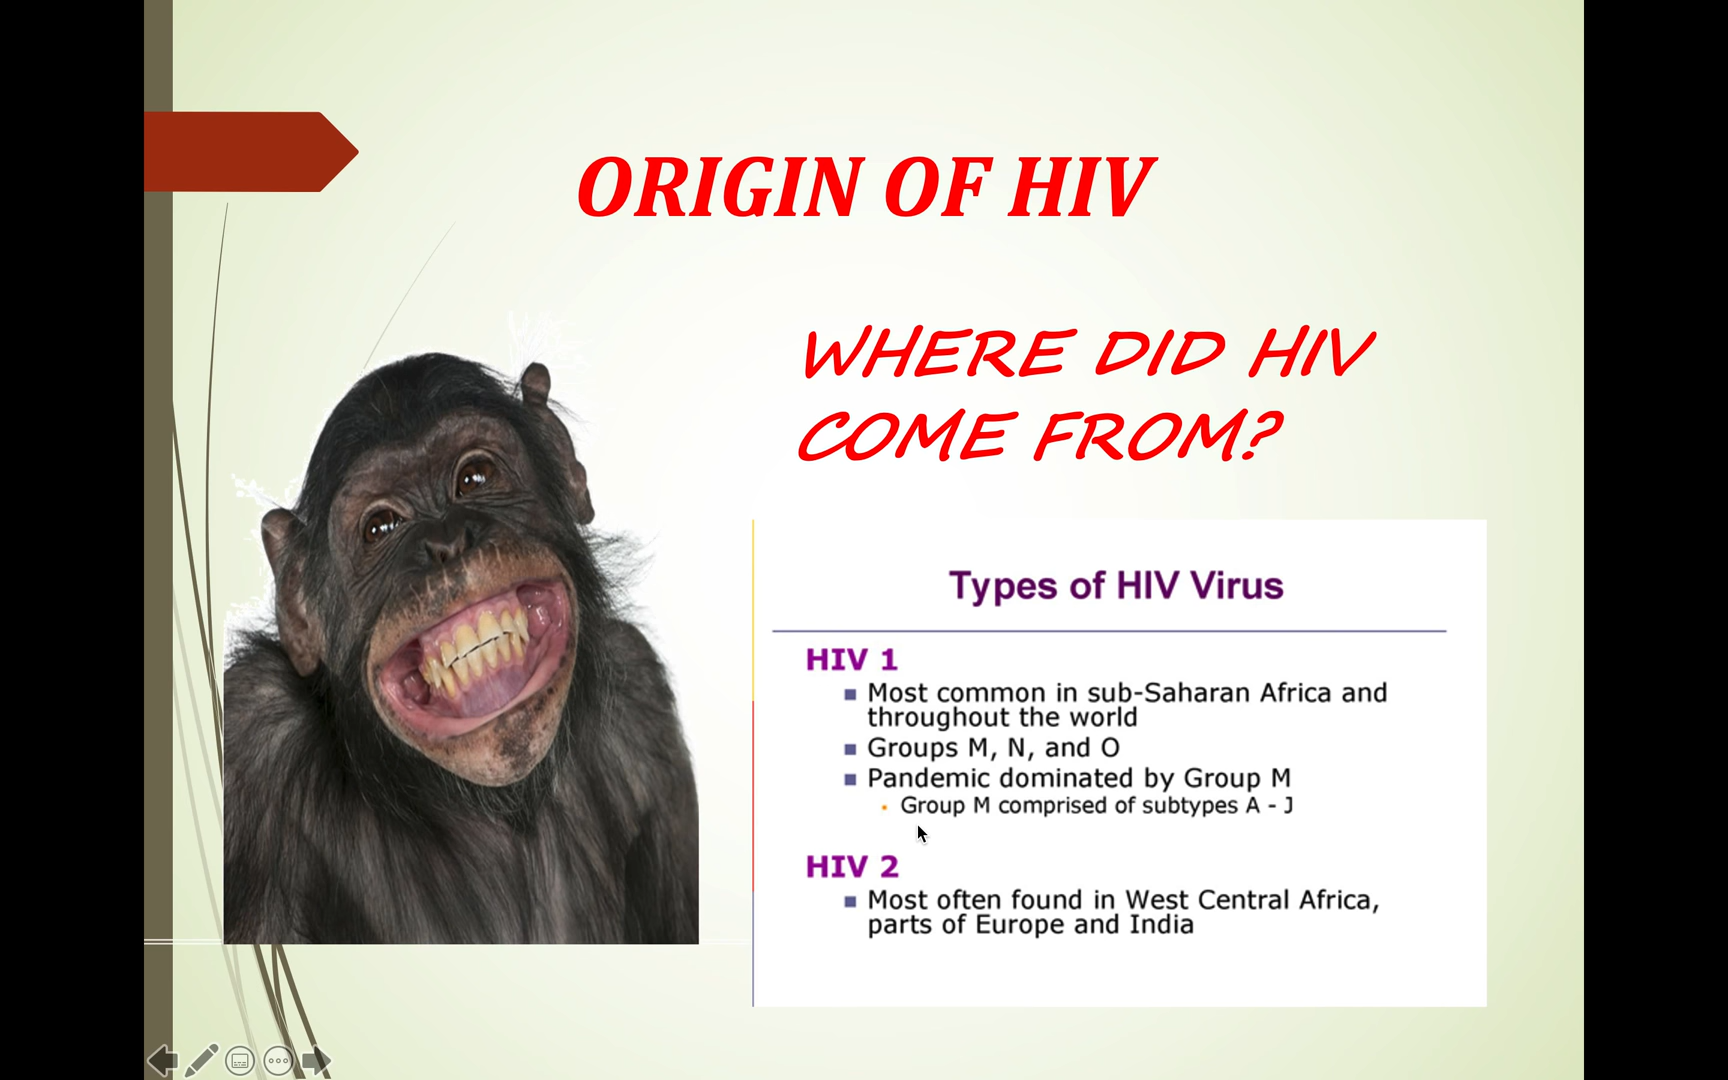 ORIGIN OF HIV
WHERE DID HIV
COME FROM?
Types of HIV Virus
HIV 1
Most common in sub-Saharan Africa and
throughout the world
Groups M, N, and O
Pandemic dominated by Group M
Group M comprised of subtypes A - J
HIV 2
Most often found in West Central Africa,
parts of Europe and India